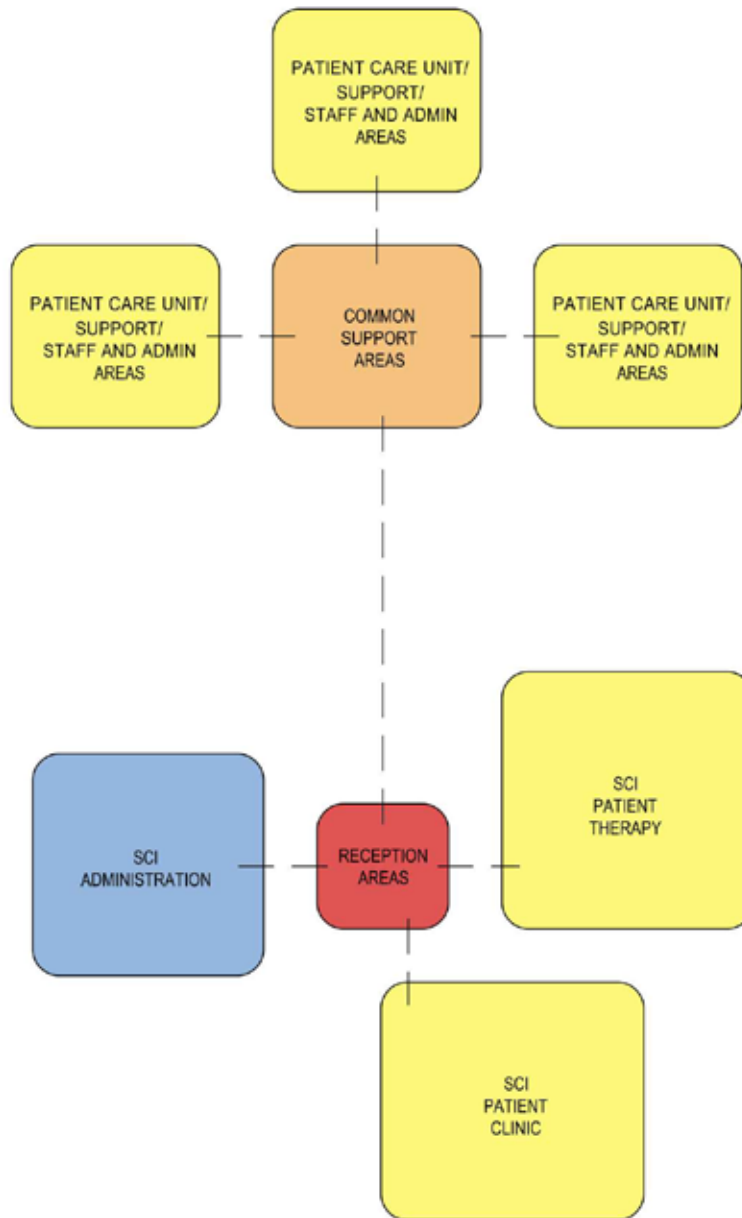 PATIENT CARE UNIT/
SUPPORT/
STAFF AND ADMIN
AREAS
PATIENT CARE UNIT/
SUPPORT/
STAFF AND ADMIN
AREAS
COMMON
SUPPORT
AREAS
PATIENT CARE UNIT/
SUPPORT/
STAFF AND ADMIN
AREAS
SCI
ADMINISTRATION
RECEPTION
AREAS
SCI
PATIENT
THERAPY
SCI
PATIENT
CLINIC